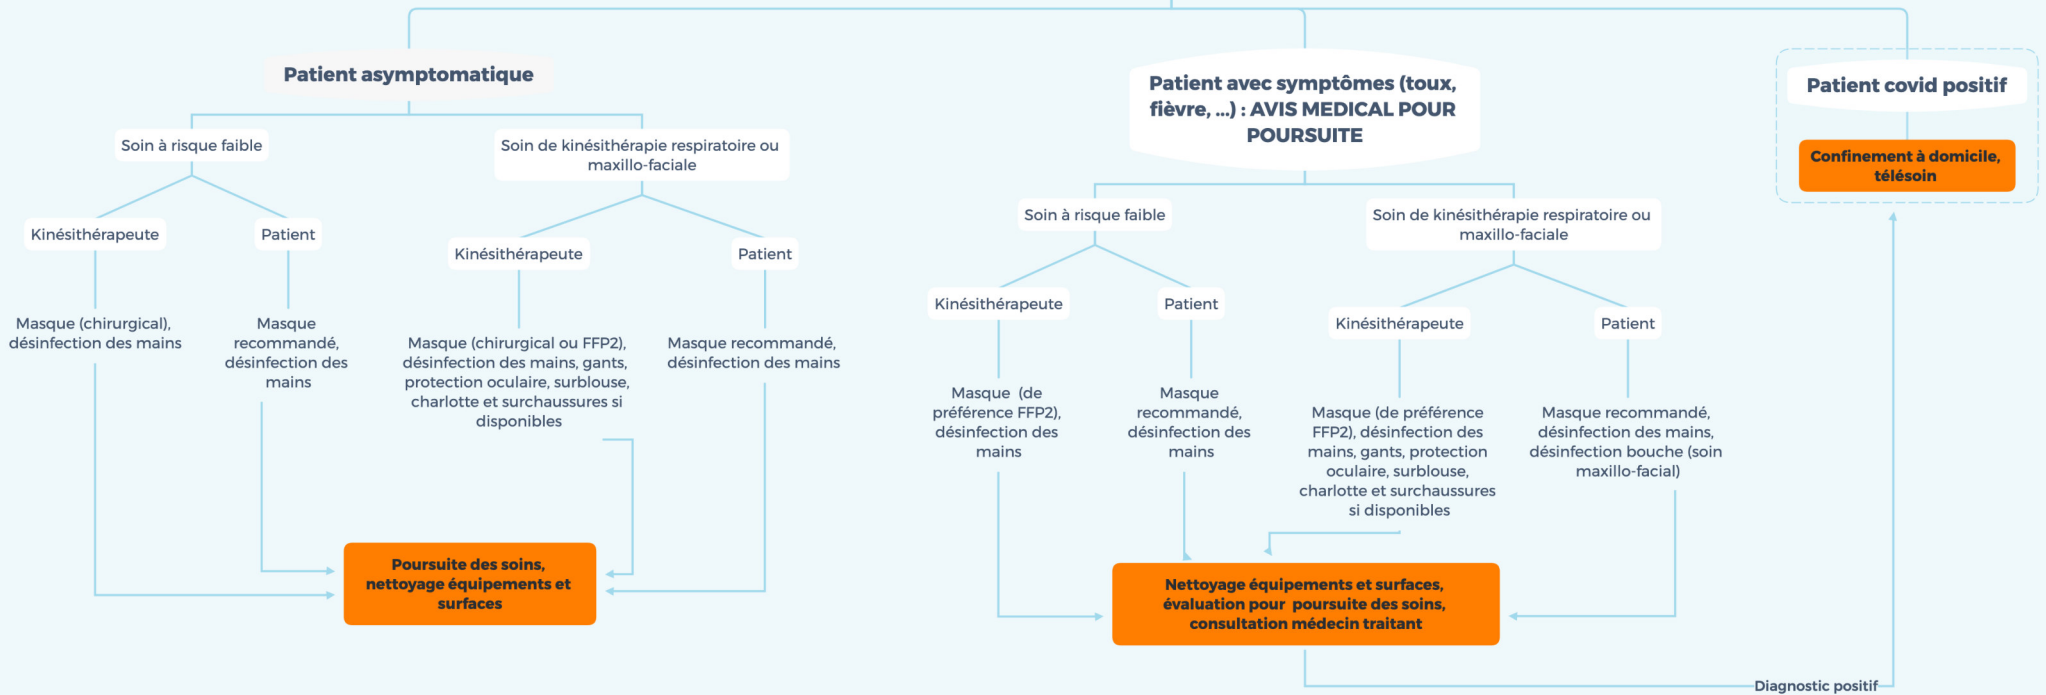 Patient asymptomatique
Soin à risque faible
Kinésithérapeute
Masque (chirurgical),
désinfection des mains
Patient
Masque
recommandé,
désinfection des
mains
Soin de kinésithérapie respiratoire ou
maxillo-faciale
Kinésithérapeute
Masque (chirurgical ou FFP2),
désinfection des mains, gants,
protection oculaire, surblouse,
charlotte et surchaussures si
disponibles
Patient
Masque recommandé,
désinfection des mains
Poursuite des soins,
nettoyage équipements et
surfaces
Patient avec symptômes (toux,
fièvre, ...) : AVIS MEDICAL POUR
POURSUITE
Soin à risque faible
Kinésithérapeute
Masque (de
préférence FFP2),
désinfection des
mains
Patient
Masque
recommandé,
désinfection des
mains
Soin de kinésithérapie respiratoire ou
maxillo-faciale
Kinésithérapeute
Masque (de préférence
FFP2), désinfection des
mains, gants, protection
oculaire, surblouse,
charlotte et surchaussures
si disponibles
Patient
Masque recommandé,
désinfection des mains,
désinfection bouche (soin
maxillo-facial)
Nettoyage équipements et surfaces,
évaluation pour poursuite des soins,
consultation médecin traitant
Diagnostic positif
Patient covid positif
Confinement à domicile,
télésoin